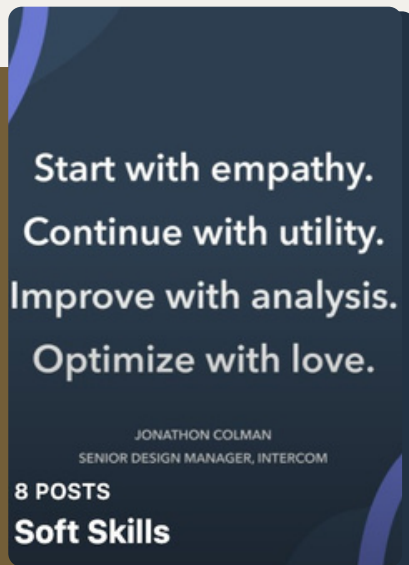 Start with empathy.
Continue with utility.
Improve with analysis.
Optimize with love.
JONATHON COLMAN
SENIOR DESIGN MANAGER, INTERCOM
8 POSTS
Soft Skills